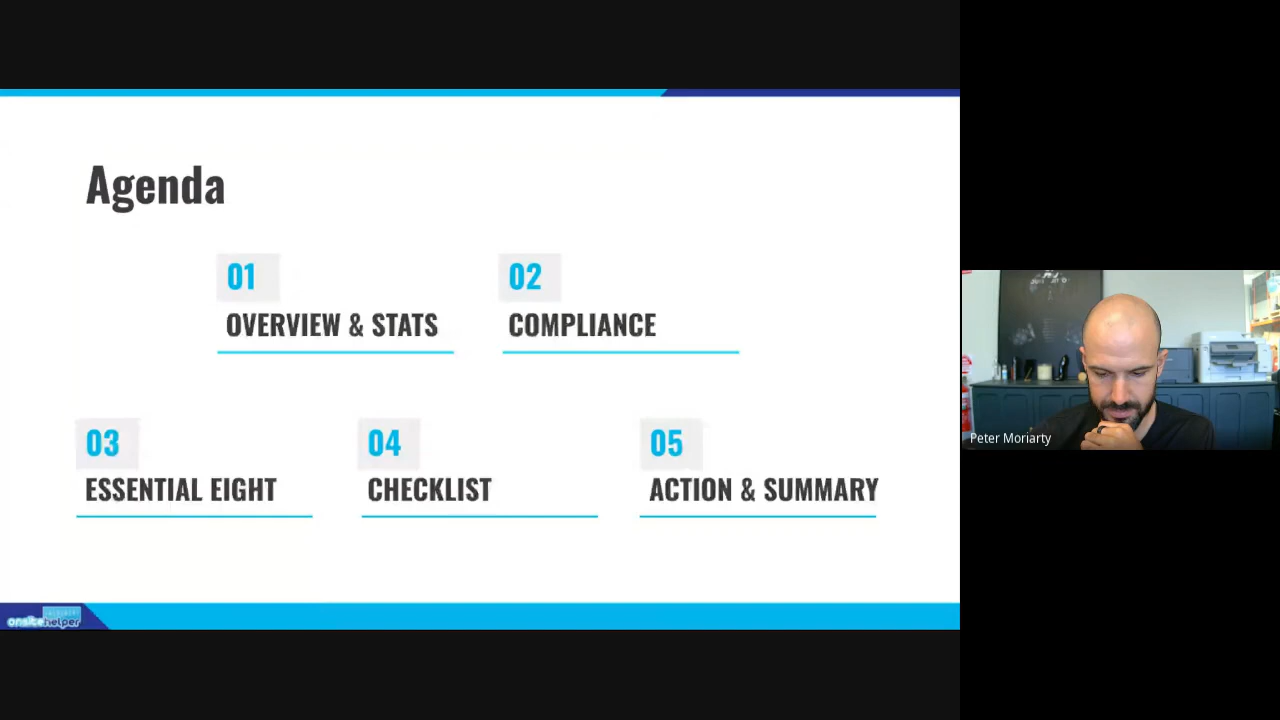 Agenda
01
OVERVIEW & STATS
02
COMPLIANCE
03
ESSENTIAL EIGHT
04
CHECKLIST
05
ACTION & SUMMARY
onsitehelper
Peter Moriarty